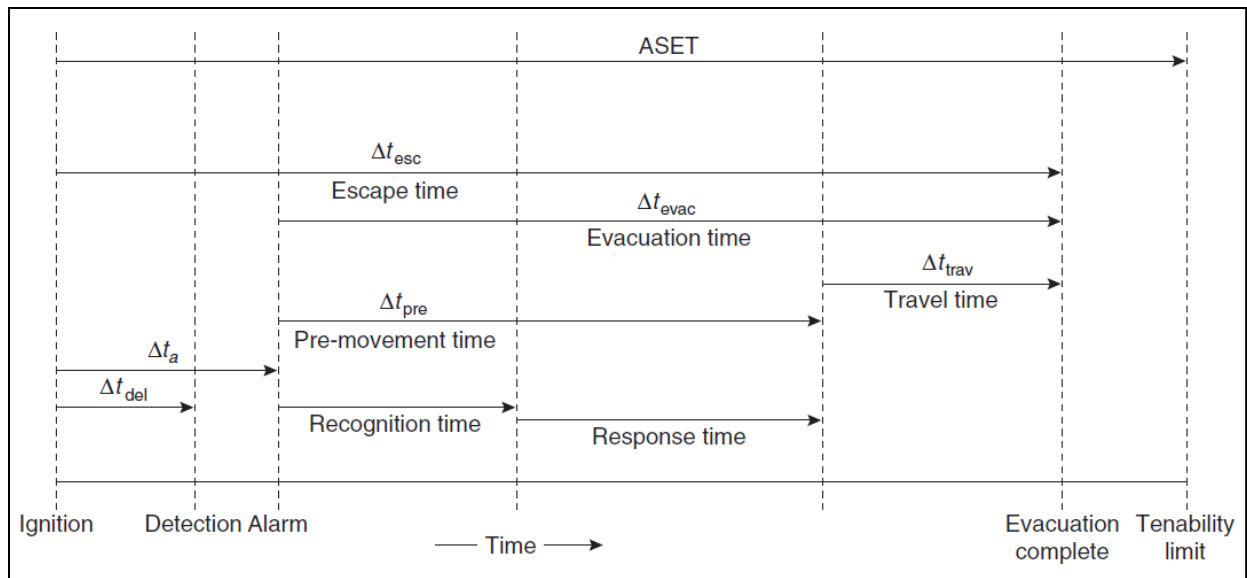 ASET
Δt_esc
Escape time
Δt_evac
Evacuation time
Δt_trav
Travel time
Δt_pre
Pre-movement time
Δt_a
Δt_del
Recognition time
Response time
Ignition
Detection
Alarm
Time
Evacuation
complete
Tenability
limit